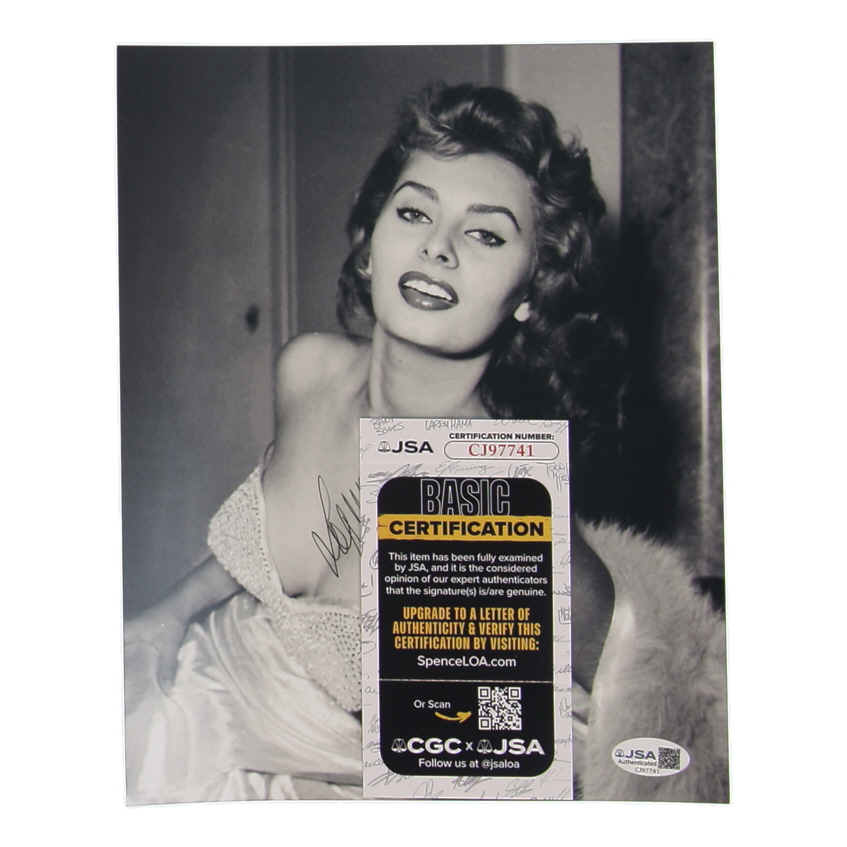 LARRY HAMA
JSA
CERTIFICATION NUMBER:
CJ97741
BASIC
CERTIFICATION
This item has been fully examined
by JSA, and it is the considered
opinion of our expert authenticators
that the signature(s) is/are genuine.
UPGRADE TO A LETTER OF
AUTHENTICITY & VERIFY THIS
CERTIFICATION BY VISITING:
SpenceLOA.com
Or Scan
CGC x JSA
Follow us at @jsaloa
JSA
Authenticated
CJ97741